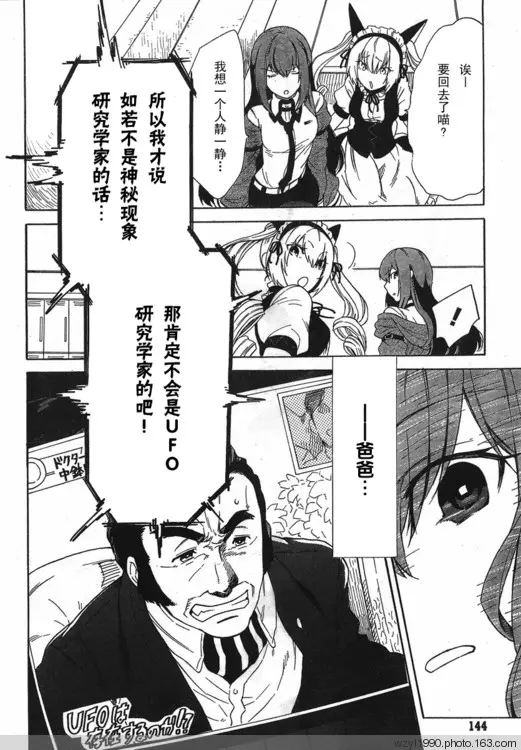 诶—
要回去了喵?
我想一个人静一静…
!
所以我才说
如若不是神秘现象
研究学家的话…
那肯定不会是UFO
研究学家的吧!
——爸爸…
ドクター
中鉢
UFOは
存在するのか!?
144
wzyl1990.photo.163.com